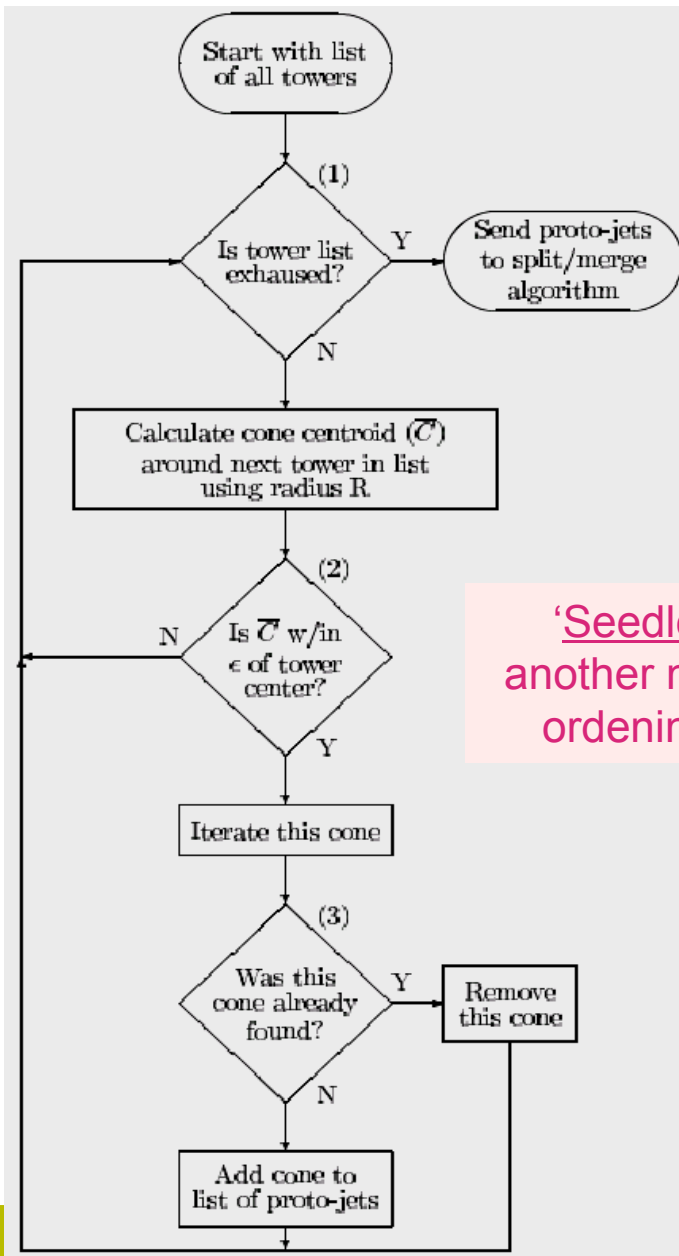 Start with list
of all towers
(1)
Is tower list
exhaused?
Y
Send proto-jets
to split/merge
algorithm
N
Calculate cone centroid (C̅)
around next tower in list
using radius R
(2)
N
Is C̅ w/in
ϵ of tower
center?
Y
‘Seedle
another
ordenin
Iterate this cone
(3)
Was this
cone already
found?
Y
Remove
this cone
N
Add cone to
list of proto-jets